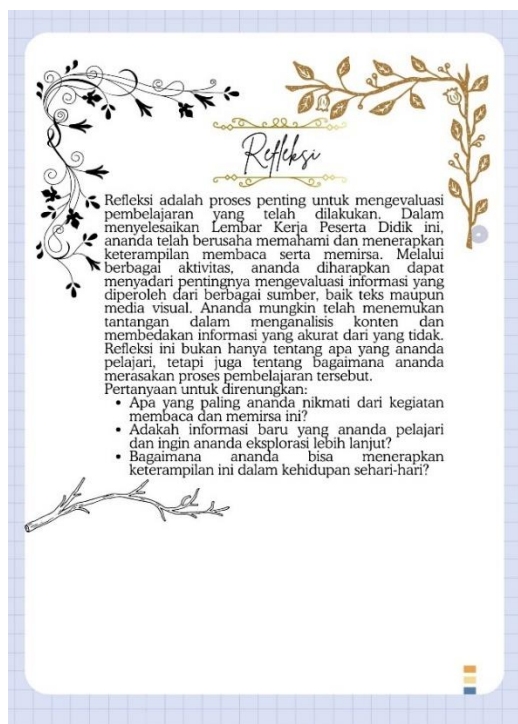 Refleksi
Refleksi adalah proses penting untuk mengevaluasi
pembelajaran yang telah dilakukan. Dalam
menyelesaikan Lembar Kerja Peserta Didik ini,
ananda telah berusaha memahami dan menerapkan
keterampilan membaca serta memirsa. Melalui
berbagai aktivitas, ananda diharapkan dapat
menyadari pentingnya mengevaluasi informasi yang
diperoleh dari berbagai sumber, baik teks maupun
media visual. Ananda mungkin telah menemukan
tantangan dalam menganalisis konten dan
membedakan informasi yang akurat dari yang tidak.
Refleksi ini bukan hanya tentang apa yang ananda
pelajari, tetapi juga tentang bagaimana ananda
merasakan proses pembelajaran tersebut.
Pertanyaan untuk direnungkan:
• Apa yang paling ananda nikmati dari kegiatan
membaca dan memirsa ini?
• Adakah informasi baru yang ananda pelajari
dan ingin ananda eksplorasi lebih lanjut?
• Bagaimana ananda bisa menerapkan
keterampilan ini dalam kehidupan sehari-hari?